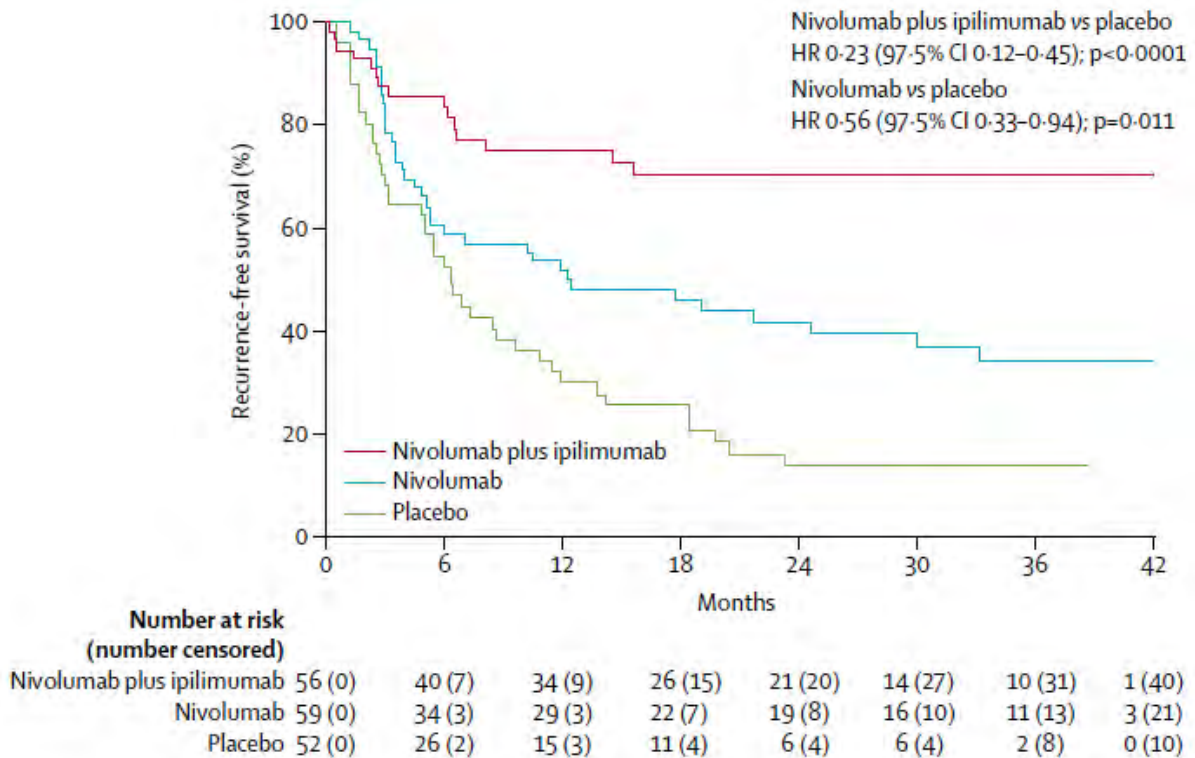 Nivolumab plus ipilimumab vs placebo
HR 0·23 (97·5% CI 0·12–0·45); p<0·0001
Nivolumab vs placebo
HR 0·56 (97·5% CI 0·33–0·94); p=0·011
Recurrence-free survival (%)
100
80
60
40
20
0
Nivolumab plus ipilimumab
Nivolumab
Placebo
0 6 12 18 24 30 36 42
Months
Number at risk
(number censored)
Nivolumab plus ipilimumab 56 (0) 40 (7) 34 (9) 26 (15) 21 (20) 14 (27) 10 (31) 1 (40)
Nivolumab 59 (0) 34 (3) 29 (3) 22 (7) 19 (8) 16 (10) 11 (13) 3 (21)
Placebo 52 (0) 26 (2) 15 (3) 11 (4) 6 (4) 6 (4) 2 (8) 0 (10)